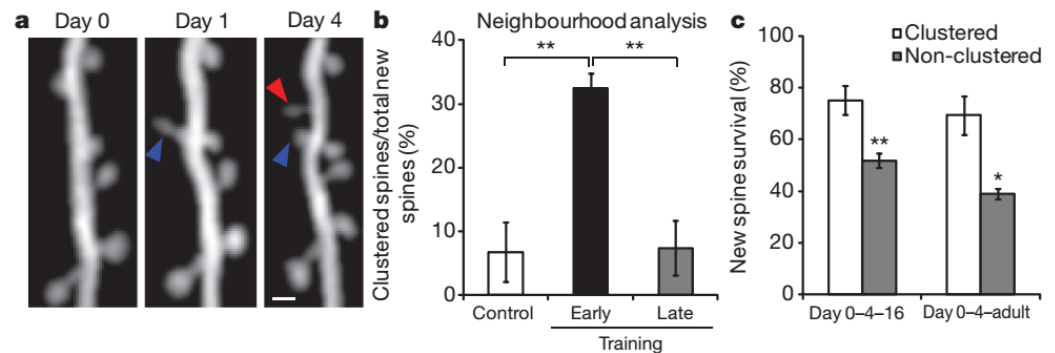 a
Day 0
Day 1
Day 4
b
Neighbourhood analysis
Clustered spines/total new
spines (%)
40
30
20
10
0
**
**
Control
Early
Late
Training
c
New spine survival (%)
100
80
60
40
20
0
Clustered
Non-clustered
**
*
Day 0–4–16
Day 0–4–adult